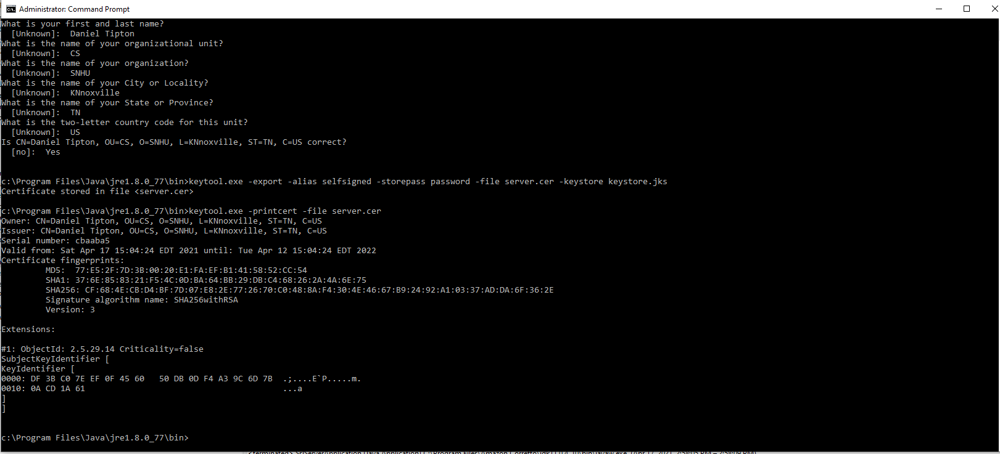 Administrator: Command Prompt
What is your first and last name?
  [Unknown]:  Daniel Tipton
What is the name of your organizational unit?
  [Unknown]:  CS
What is the name of your organization?
  [Unknown]:  SNHU
What is the name of your City or Locality?
  [Unknown]:  KNnoxville
What is the name of your State or Province?
  [Unknown]:  TN
What is the two-letter country code for this unit?
  [Unknown]:  US
Is CN=Daniel Tipton, OU=CS, O=SNHU, L=KNnoxville, ST=TN, C=US correct?
  [no]:  Yes
c:\Program Files\Java\jre1.8.0_77\bin>keytool.exe -export -alias selfsigned -storepass password -file server.cer -keystore keystore.jks
Certificate stored in file <server.cer>
c:\Program Files\Java\jre1.8.0_77\bin>keytool.exe -printcert -file server.cer
Owner: CN=Daniel Tipton, OU=CS, O=SNHU, L=KNnoxville, ST=TN, C=US
Issuer: CN=Daniel Tipton, OU=CS, O=SNHU, L=KNnoxville, ST=TN, C=US
Serial number: cbaaba5
Valid from: Sat Apr 17 15:04:24 EDT 2021 until: Tue Apr 12 15:04:24 EDT 2022
Certificate fingerprints:
         MD5:  77:E5:2F:7D:3B:00:20:E1:FA:EF:B1:41:58:52:CC:54
         SHA1: 37:6E:85:83:21:F5:4C:0D:BA:64:BB:29:DB:C4:68:26:2A:4A:6E:75
         SHA256: CF:68:4E:CB:D4:BF:7D:07:E8:2E:77:26:70:C0:48:8A:F4:30:4E:46:67:B9:24:92:A1:03:37:AD:DA:6F:36:2E
         Signature algorithm name: SHA256withRSA
         Version: 3
Extensions:
#1: ObjectId: 2.5.29.14 Criticality=false
SubjectKeyIdentifier [
KeyIdentifier [
0000: DF 3B C0 7E EF 0F 45 60   50 DB 0D F4 A3 9C 6D 7B  .;....E`P.....m.
0010: 0A CD 1A 61                                        ...a
]
]
c:\Program Files\Java\jre1.8.0_77\bin>